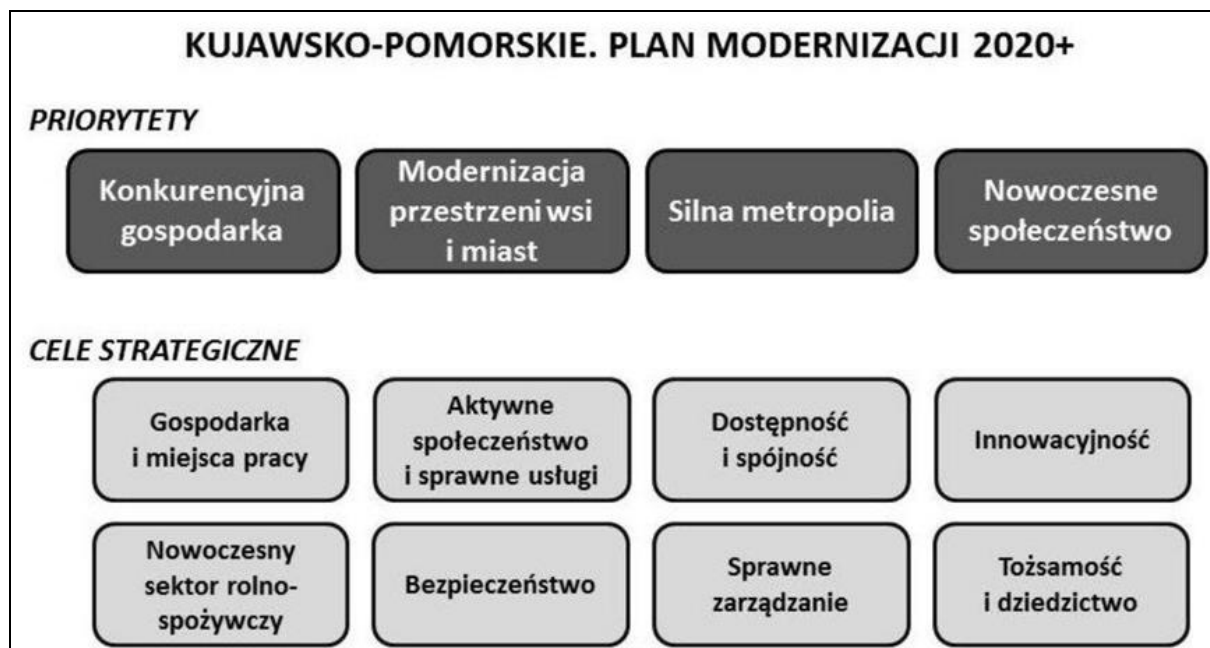 KUJAWSKO-POMORSKIE. PLAN MODERNIZACJI 2020+
PRIORYTETY
Konkurencyjna
gospodarka
Modernizacja
przestrzeni wsi
i miast
Silna metropolia
Nowoczesne
społeczeństwo
CELE STRATEGICZNE
Gospodarka
i miejsca pracy
Aktywne
społeczeństwo
i sprawne usługi
Dostępność
i spójność
Innowacyjność
Nowoczesny
sektor rolno-
spożywczy
Bezpieczeństwo
Sprawne
zarządzanie
Tożsamość
i dziedzictwo